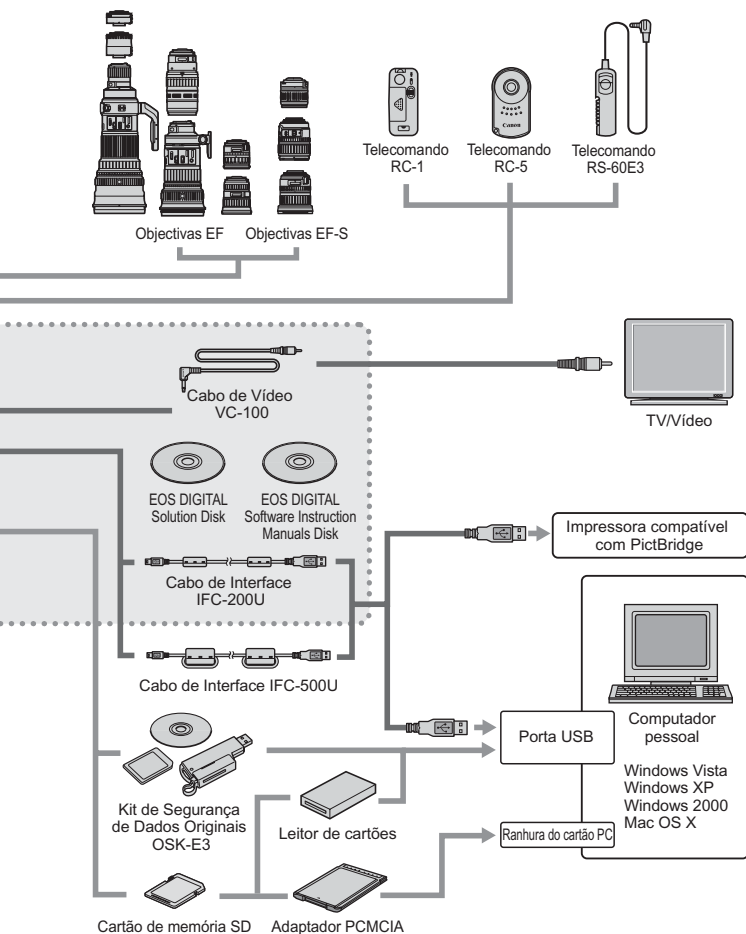 Canon
Telecomando
RC-1
Telecomando
RC-5
Telecomando
RS-60E3
Objectivas EF
Objectivas EF-S
Cabo de Vídeo
VC-100
TV/Vídeo
EOS DIGITAL
Solution Disk
EOS DIGITAL
Software Instruction
Manuals Disk
Impressora compatível
com PictBridge
Cabo de Interface
IFC-200U
Cabo de Interface IFC-500U
Porta USB
Computador
pessoal
Windows Vista
Windows XP
Windows 2000
Mac OS X
Kit de Segurança
de Dados Originais
OSK-E3
Leitor de cartões
Ranhura do cartão PC
Cartão de memória SD
Adaptador PCMCIA